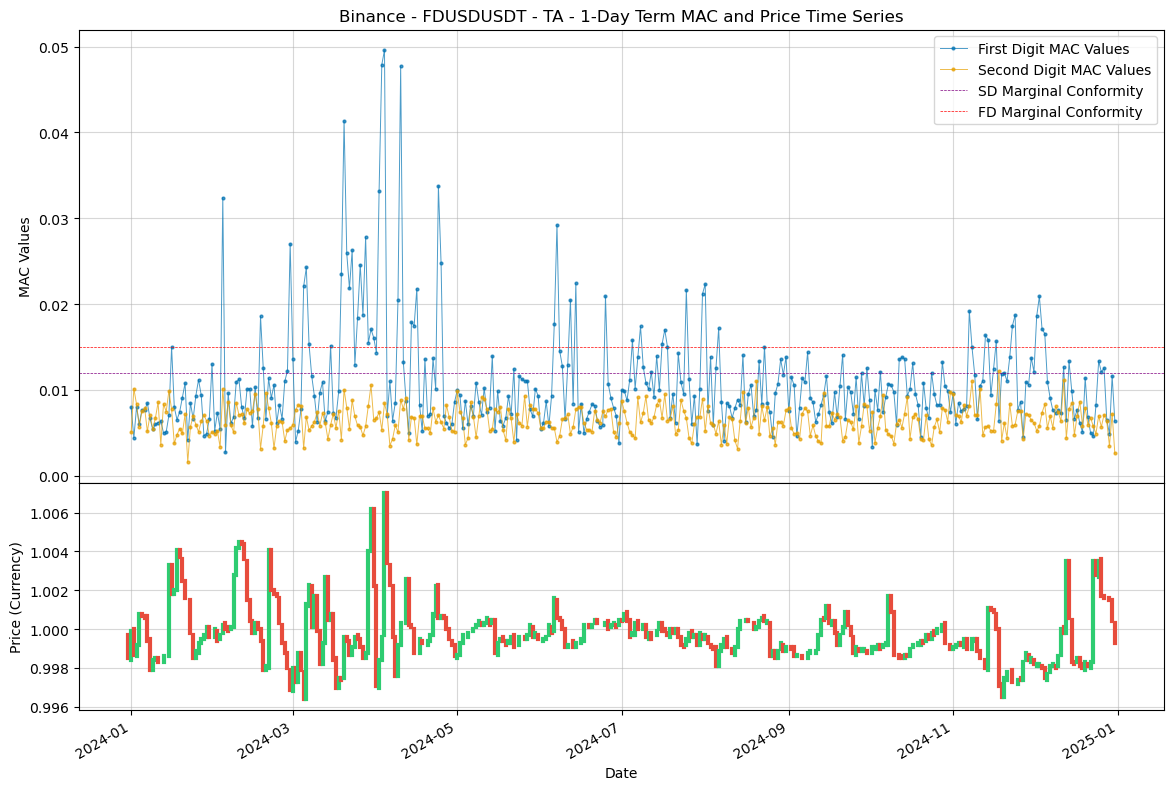 Binance - FDUSDUSDT - TA - 1-Day Term MAC and Price Time Series
First Digit MAC Values
Second Digit MAC Values
SD Marginal Conformity
FD Marginal Conformity
MAC Values
0.05
0.04
0.03
0.02
0.01
0.00
Price (Currency)
1.006
1.004
1.002
1.000
0.998
0.996
2024-01
2024-03
2024-05
2024-07
2024-09
2024-11
2025-01
Date